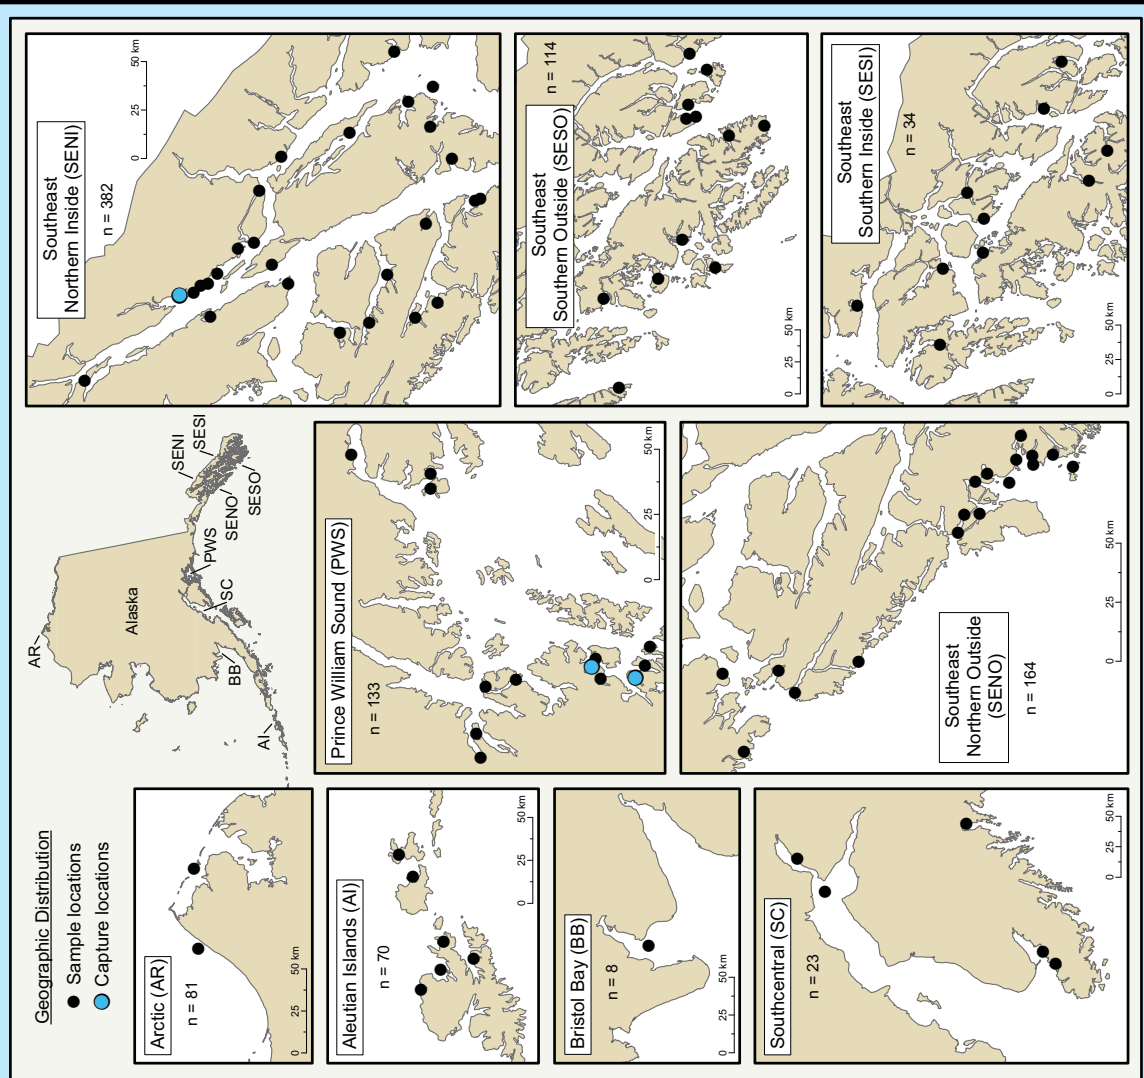 Geographic Distribution
Sample locations
Capture locations
AR
Alaska
BB
AI
SC
PWS
SENO
SESO
SENI
SESI
Arctic (AR)
n = 81
0 25 50 km
Aleutian Islands (AI)
n = 70
0 25 50 km
Bristol Bay (BB)
n = 8
0 25 50 km
Southcentral (SC)
n = 23
0 25 50 km
Prince William Sound (PWS)
n = 133
0 25 50 km
Southeast
Northern Outside
(SENO)
n = 164
0 25 50 km
Southeast
Northern Inside (SENI)
n = 382
0 25 50 km
Southeast
Southern Outside (SESO)
n = 114
0 25 50 km
Southeast
Southern Inside (SESI)
n = 34
0 25 50 km